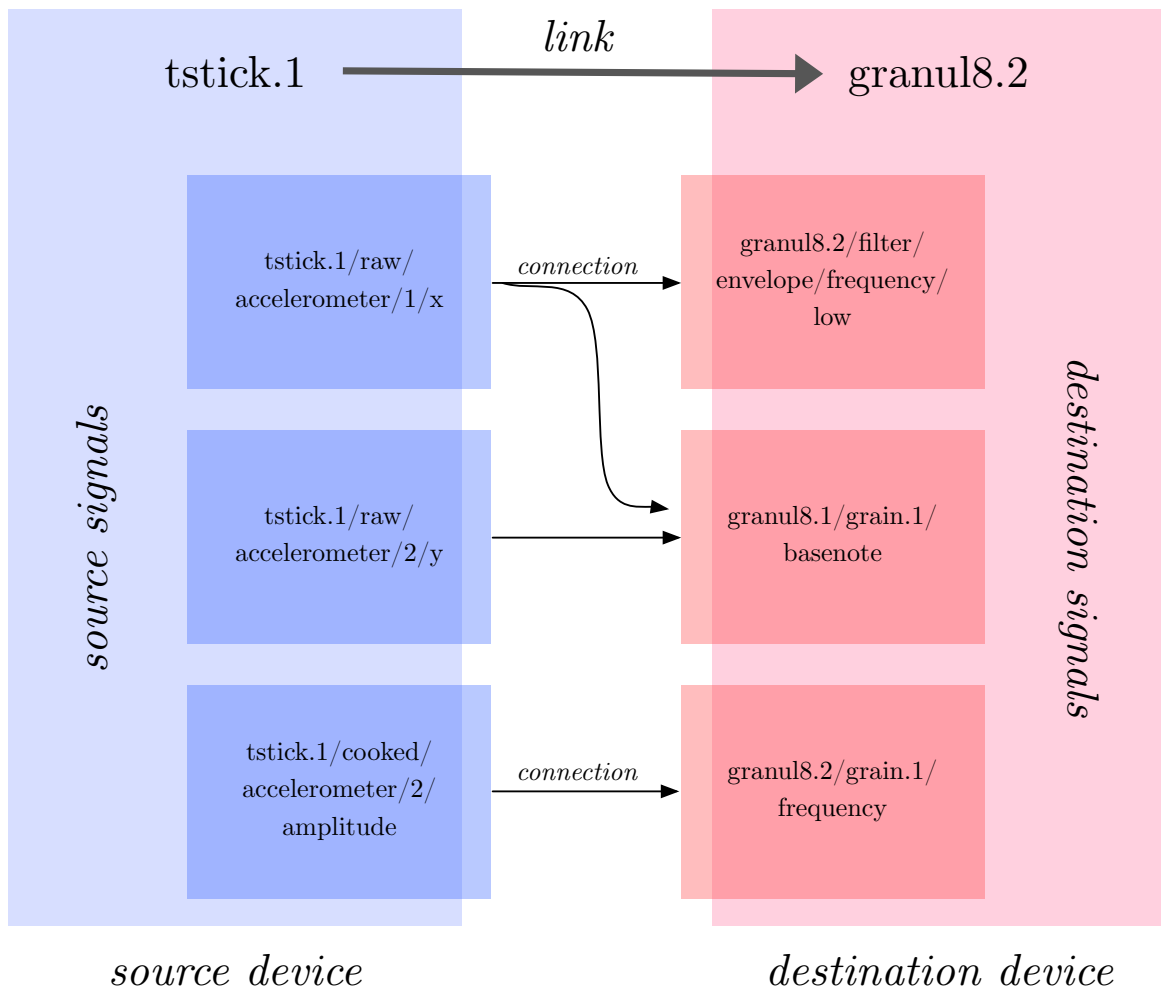 link
tstick.1
granul8.2
tstick.1/raw/
accelerometer/1/x
connection
granul8.2/filter/
envelope/frequency/
low
source signals
destination signals
tstick.1/raw/
accelerometer/2/y
granul8.1/grain.1/
basenote
tstick.1/cooked/
accelerometer/2/
amplitude
connection
granul8.2/grain.1/
frequency
source device
destination device